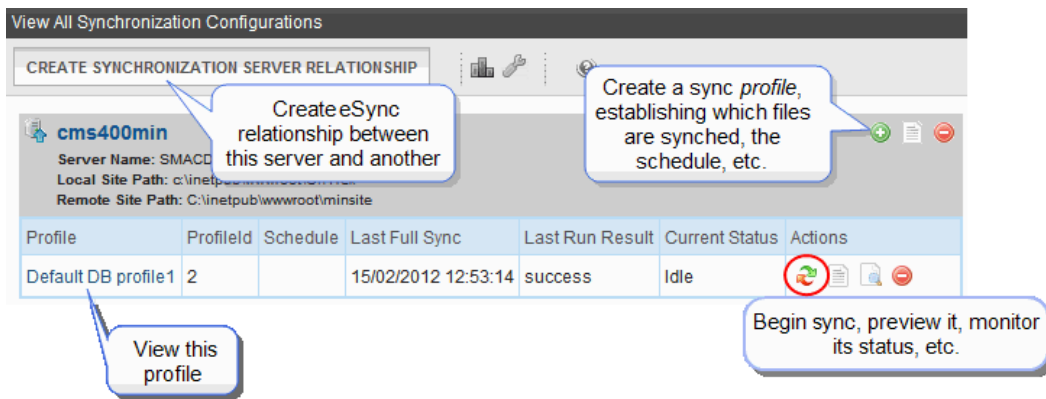 View All Synchronization Configurations
CREATE SYNCHRONIZATION SERVER RELATIONSHIP
Create eSync
relationship between
this server and another
Create a sync profile,
establishing which files
are synched, the
schedule, etc.
cms400min
Server Name:
Local Site Path:
Remote Site Path: C:\inetpub\wwwroot\minsite
Profile ProfileId Schedule Last Full Sync Last Run Result Current Status Actions
Default DB profile1 2 15/02/2012 12:53:14 success Idle
View this
profile
Begin sync, preview it, monitor
its status, etc.